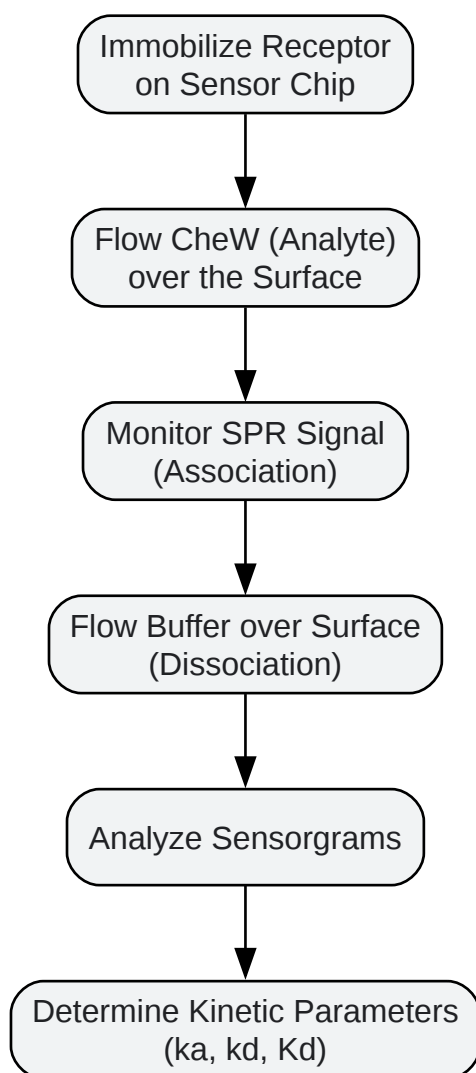 Immobilize Receptor
on Sensor Chip
Flow CheW (Analyte)
over the Surface
Monitor SPR Signal
(Association)
Flow Buffer over Surface
(Dissociation)
Analyze Sensorgrams
Determine Kinetic Parameters
(ka, kd, Kd)